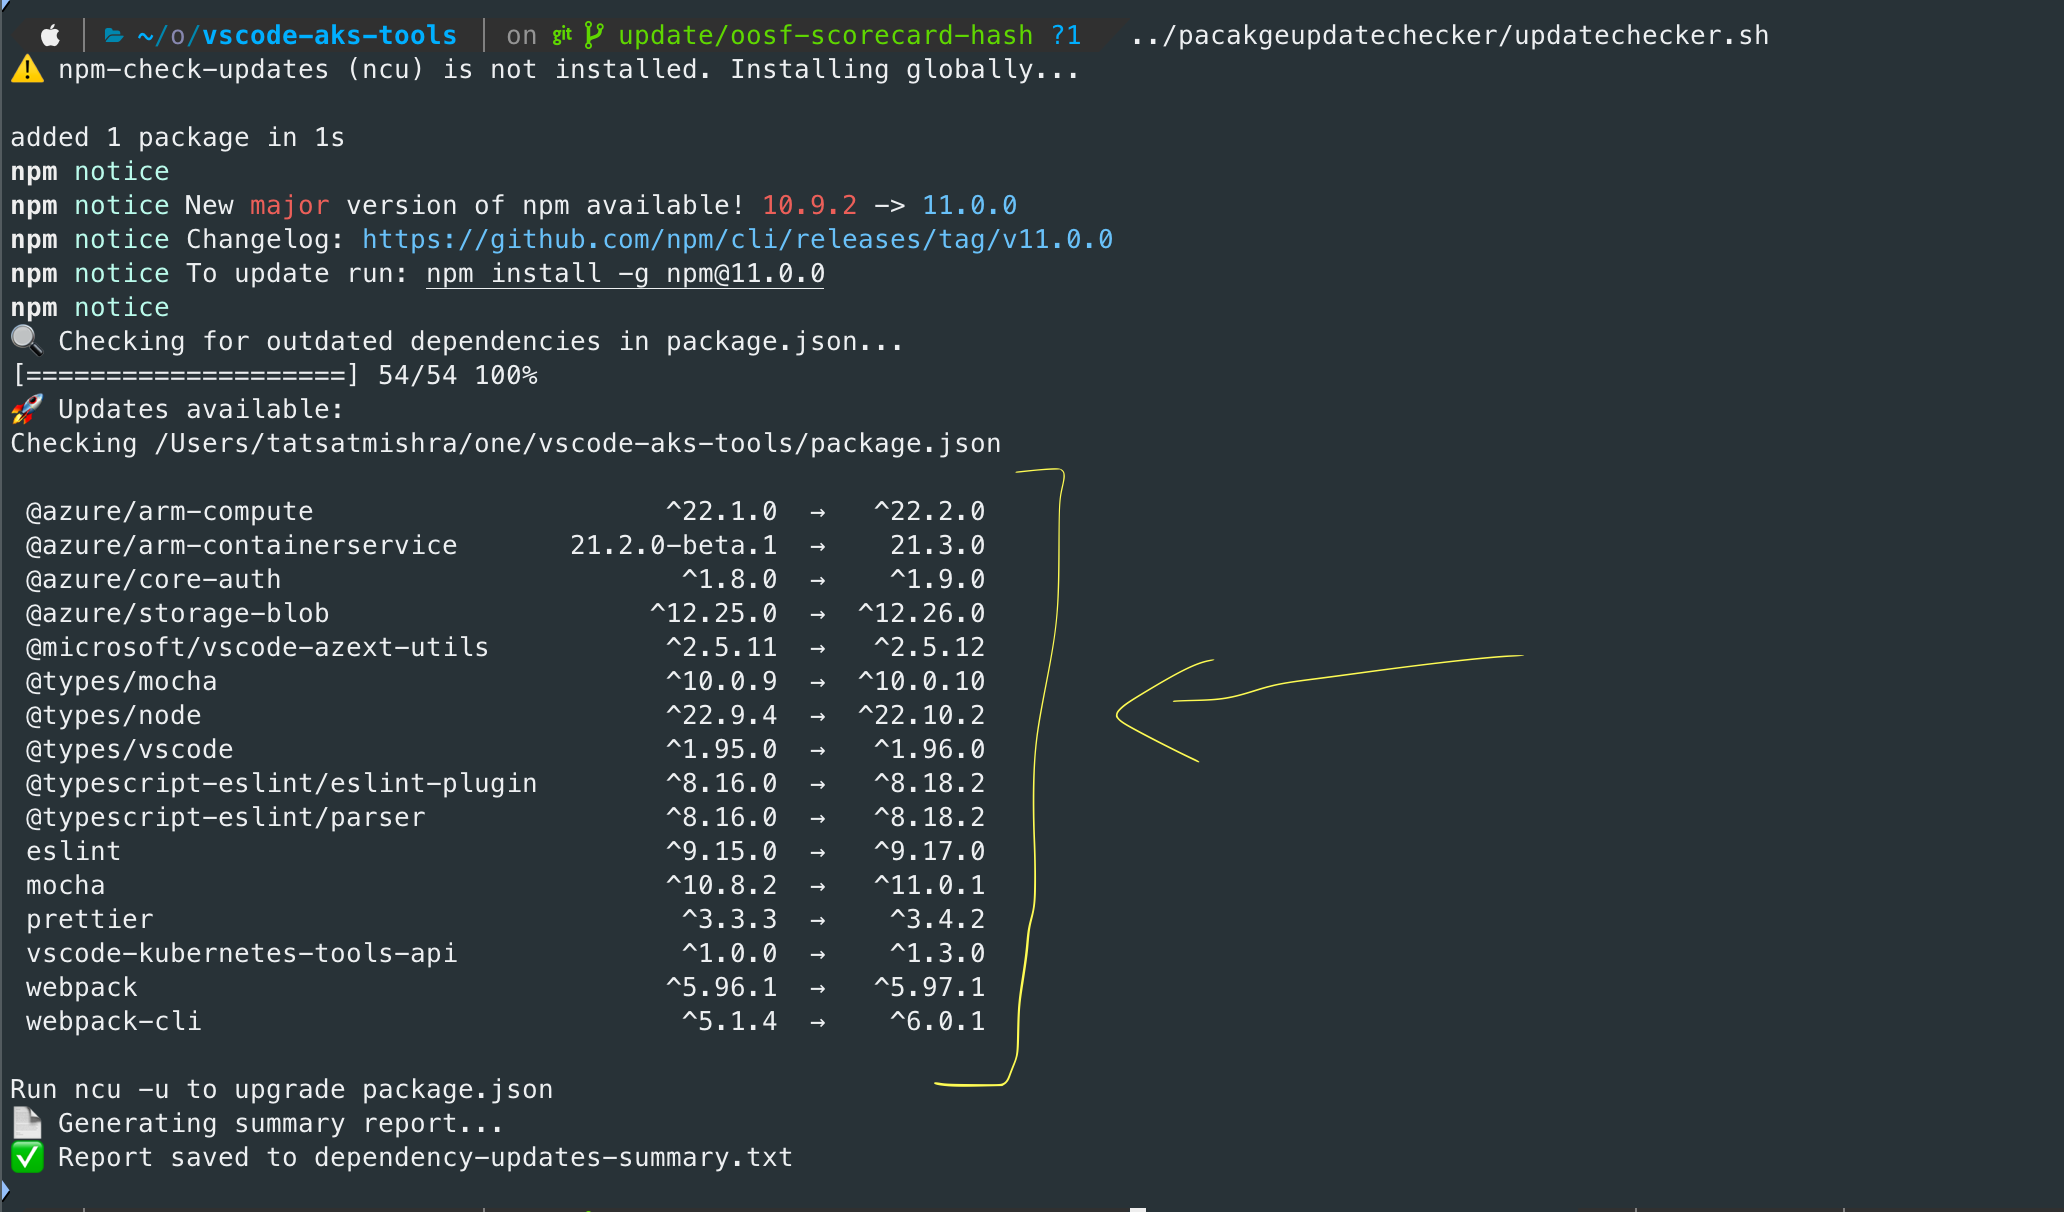 ~/o/vscode-aks-tools on git update/oosf-scorecard-hash ?1 ../pacakgeupdatechecker/updatechecker.sh
npm-check-updates (ncu) is not installed. Installing globally...
added 1 package in 1s
npm notice
npm notice New major version of npm available! 10.9.2 -> 11.0.0
npm notice Changelog: https://github.com/npm/cli/releases/tag/v11.0.0
npm notice To update run: npm install -g npm@11.0.0
npm notice
Checking for outdated dependencies in package.json...
[====================] 54/54 100%
Updates available:
Checking /Users/tatsatmishra/one/vscode-aks-tools/package.json
@azure/arm-compute ^22.1.0 → ^22.2.0
@azure/arm-containerservice 21.2.0-beta.1 → 21.3.0
@azure/core-auth ^1.8.0 → ^1.9.0
@azure/storage-blob ^12.25.0 → ^12.26.0
@microsoft/vscode-azext-utils ^2.5.11 → ^2.5.12
@types/mocha ^10.0.9 → ^10.0.10
@types/node ^22.9.4 → ^22.10.2
@types/vscode ^1.95.0 → ^1.96.0
@typescript-eslint/eslint-plugin ^8.16.0 → ^8.18.2
@typescript-eslint/parser ^8.16.0 → ^8.18.2
eslint ^9.15.0 → ^9.17.0
mocha ^10.8.2 → ^11.0.1
prettier ^3.3.3 → ^3.4.2
vscode-kubernetes-tools-api ^1.0.0 → ^1.3.0
webpack ^5.96.1 → ^5.97.1
webpack-cli ^5.1.4 → ^6.0.1
Run ncu -u to upgrade package.json
Generating summary report...
Report saved to dependency-updates-summary.txt